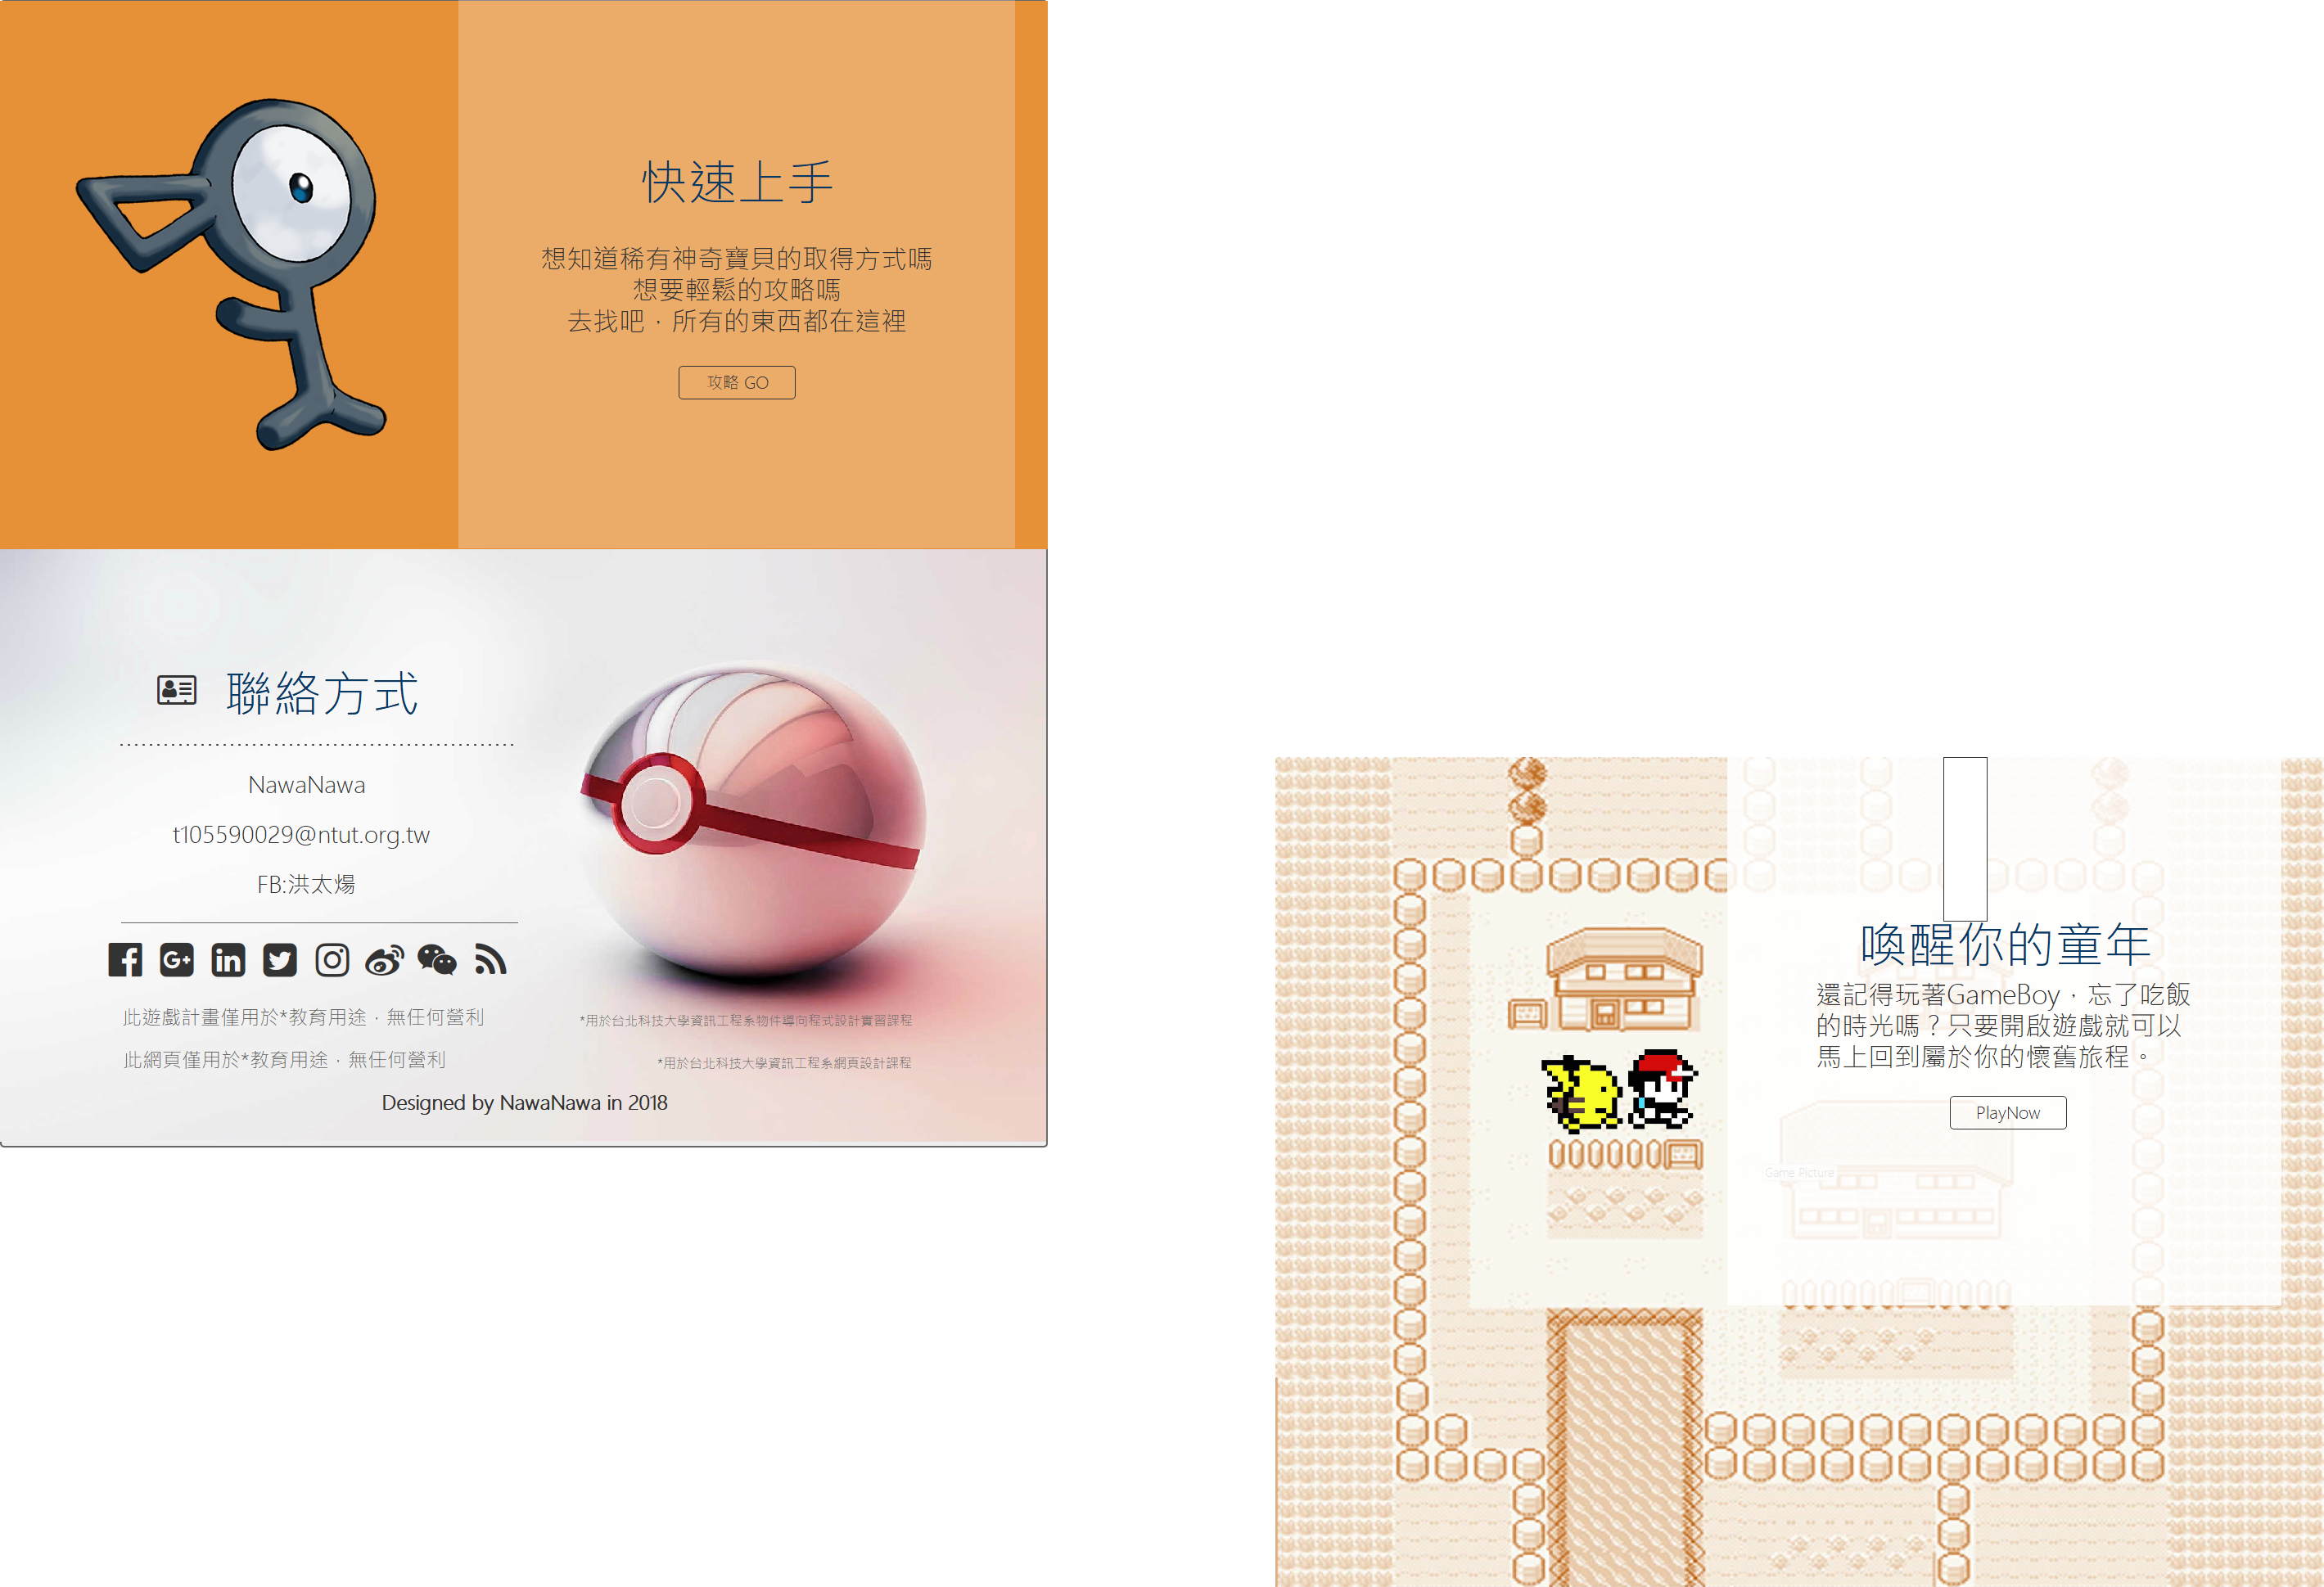 快速上手
想知道稀有神奇寶貝的取得方式嗎
想要輕鬆的攻略嗎
去找吧，所有的東西都在這裡
攻略 GO
聯絡方式
NawaNawa
t105590029@ntut.org.tw
FB:洪太煬
此遊戲計畫僅用於*教育用途，無任何營利
*用於台北科技大學資訊工程系物件導向程式設計實習課程
此網頁僅用於*教育用途，無任何營利
*用於台北科技大學資訊工程系網頁設計課程
Designed by NawaNawa in 2018
喚醒你的童年
還記得玩著GameBoy，忘了吃飯
的時光嗎？只要開啟遊戲就可以
馬上回到屬於你的懷舊旅程。
PlayNow
Game Picture